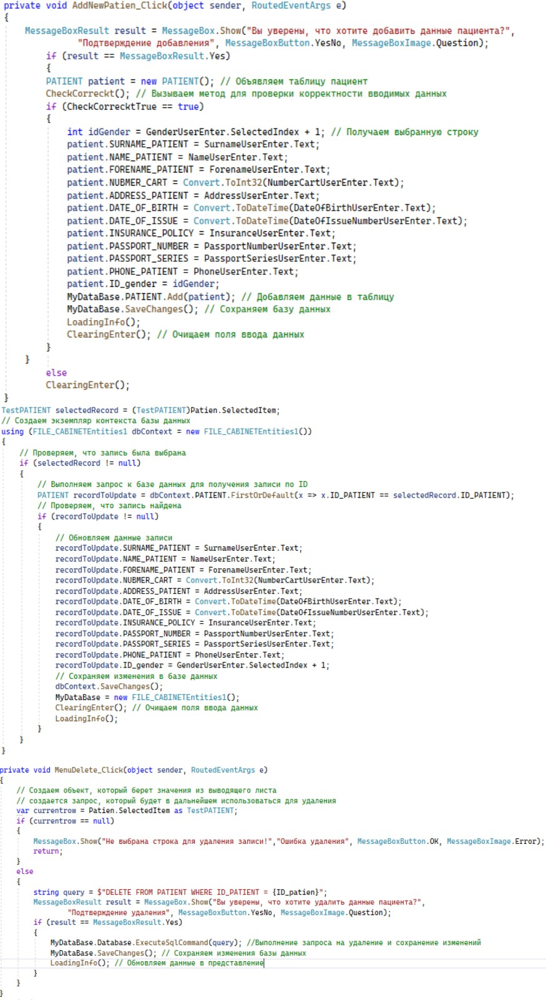 private void AddNewPatien_Click(object sender, RoutedEventArgs e)
{
MessageBoxResult result = MessageBox.Show("Вы уверены, что хотите добавить данные пациента?",
"Подтверждение добавления", MessageBoxButton.YesNo, MessageBoxImage.Question);
if (result == MessageBoxResult.Yes)
{
PATIENT patient = new PATIENT(); // Объявляем таблицу пациент
CheckCorreckt(); // Вызываем метод для проверки корректности вводимых данных
if (CheckCorrecktTrue == true)
{
int idGender = GenderUserEnter.SelectedIndex + 1; // Получаем выбранную строку
patient.SURNAME_PATIENT = SurnameUserEnter.Text;
patient.NAME_PATIENT = NameUserEnter.Text;
patient.FORENAME_PATIENT = ForenameUserEnter.Text;
patient.NUBMER_CART = Convert.ToInt32(NumberCartUserEnter.Text);
patient.ADDRESS_PATIENT = AddressUserEnter.Text;
patient.DATE_OF_BIRTH = Convert.ToDateTime(DateOfBirthUserEnter.Text);
patient.DATE_OF_ISSUE = Convert.ToDateTime(DateOfIssueNumberUserEnter.Text);
patient.INSURANCE_POLICY = InsuranceUserEnter.Text;
patient.PASSPORT_NUMBER = PassportNumberUserEnter.Text;
patient.PASSPORT_SERIES = PassportSeriesUserEnter.Text;
patient.PHONE_PATIENT = PhoneUserEnter.Text;
patient.ID_gender = idGender;
MyDataBase.PATIENT.Add(patient); // Добавляем данные в таблицу
MyDataBase.SaveChanges(); // Сохраняем базу данных
LoadingInfo();
ClearingEnter(); // Очищаем поля ввода данных
}
}
else
ClearingEnter();
}
TestPATIENT selectedRecord = (TestPATIENT)Patien.SelectedItem;
// Создаем экземпляр контекста базы данных
using (FILE_CABINETEntities1 dbContext = new FILE_CABINETEntities1())
{
// Проверяем, что запись была выбрана
if (selectedRecord != null)
{
// Выполняем запрос к базе данных для получения записи по ID
PATIENT recordToUpdate = dbContext.PATIENT.FirstOrDefault(x => x.ID_PATIENT == selectedRecord.ID_PATIENT);
// Проверяем, что запись найдена
if (recordToUpdate != null)
{
// Обновляем данные записи
recordToUpdate.SURNAME_PATIENT = SurnameUserEnter.Text;
recordToUpdate.NAME_PATIENT = NameUserEnter.Text;
recordToUpdate.FORENAME_PATIENT = ForenameUserEnter.Text;
recordToUpdate.NUBMER_CART = Convert.ToInt32(NumberCartUserEnter.Text);
recordToUpdate.ADDRESS_PATIENT = AddressUserEnter.Text;
recordToUpdate.DATE_OF_BIRTH = Convert.ToDateTime(DateOfBirthUserEnter.Text);
recordToUpdate.DATE_OF_ISSUE = Convert.ToDateTime(DateOfIssueNumberUserEnter.Text);
recordToUpdate.INSURANCE_POLICY = InsuranceUserEnter.Text;
recordToUpdate.PASSPORT_NUMBER = PassportNumberUserEnter.Text;
recordToUpdate.PASSPORT_SERIES = PassportSeriesUserEnter.Text;
recordToUpdate.PHONE_PATIENT = PhoneUserEnter.Text;
recordToUpdate.ID_gender = GenderUserEnter.SelectedIndex + 1;
// Сохраняем изменения в базе данных
dbContext.SaveChanges();
MyDataBase = new FILE_CABINETEntities1();
ClearingEnter(); // Очищаем поля ввода данных
LoadingInfo();
}
}
}
private void MenuDelete_Click(object sender, RoutedEventArgs e)
{
// Создаем объект, который берет значения из выводящего листа
// создается запрос, который будет в дальнейшем использоваться для удаления
var currentrow = Patien.SelectedItem as TestPATIENT;
if (currentrow == null)
{
MessageBox.Show("Не выбрана строка для удаления записи!","Ошибка удаления", MessageBoxButton.OK, MessageBoxImage.Error);
return;
}
else
{
string query = $"DELETE FROM PATIENT WHERE ID_PATIENT = {ID_patien}";
MessageBoxResult result = MessageBox.Show("Вы уверены, что хотите удалить данные пациента?",
"Подтверждение удаления", MessageBoxButton.YesNo, MessageBoxImage.Question);
if (result == MessageBoxResult.Yes)
{
MyDataBase.Database.ExecuteSqlCommand(query); //Выполнение запроса на удаление и сохранение изменений
MyDataBase.SaveChanges(); // Сохраняем изменения базы данных
LoadingInfo(); // Обновляем данные в представление
}
}
}